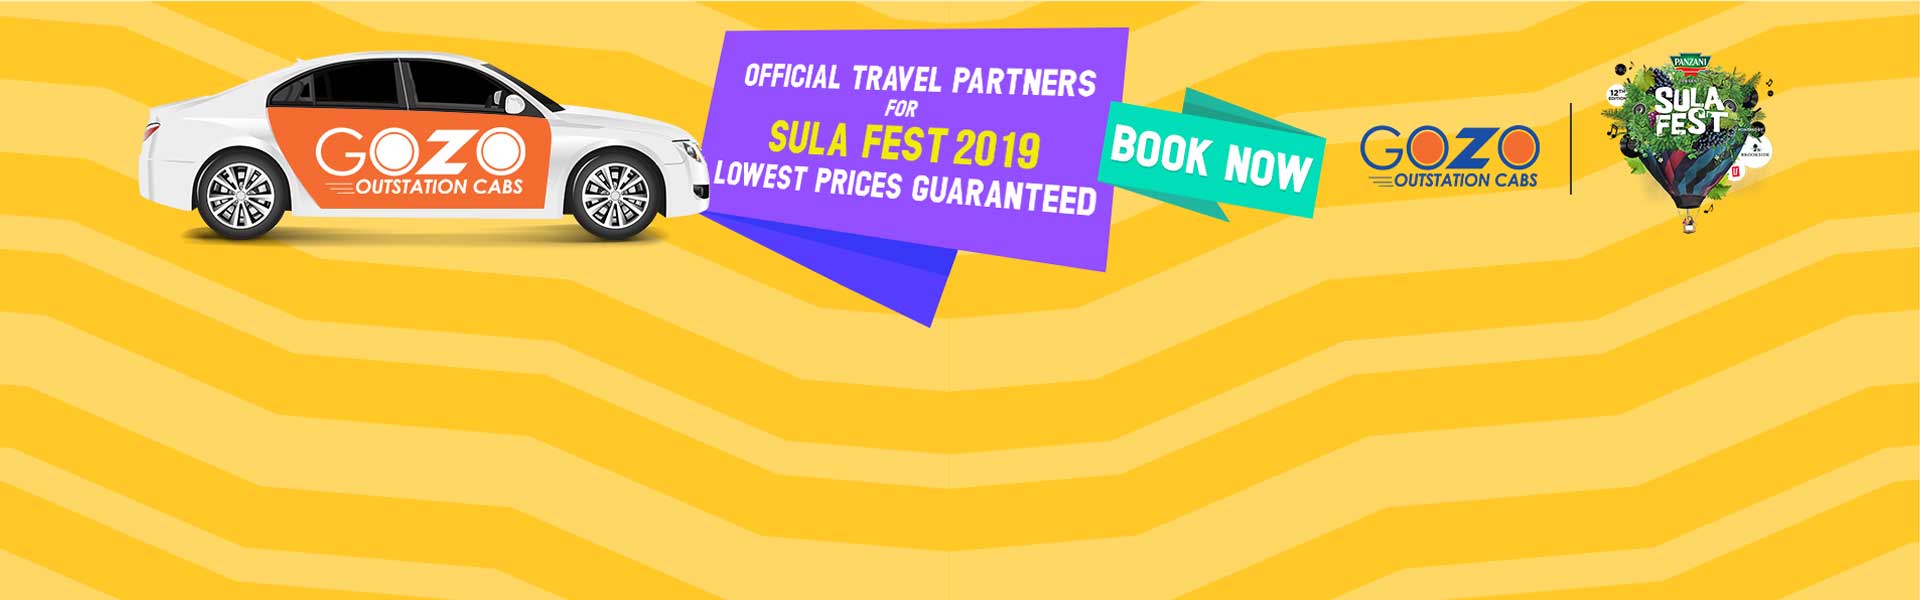 GOZO
OUTSTATION CABS
OFFICIAL TRAVEL PARTNERS
FOR
SULA FEST 2019
LOWEST PRICES GUARANTEED
BOOK NOW
GOZO
OUTSTATION CABS
PANZANI
12TH
EDITION
SULA
FEST